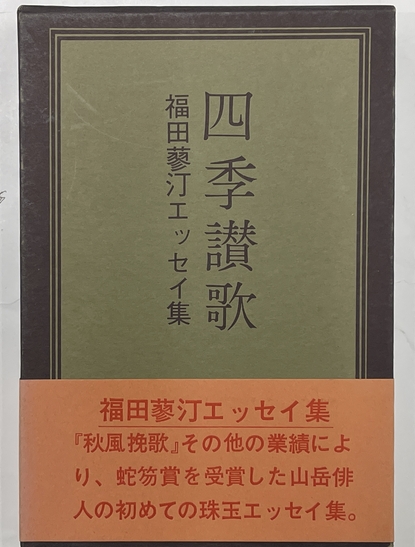 四季讃歌
福田蓼汀エッセイ集
福田蓼汀エッセイ集
『秋風挽歌』その他の業績によ
り、蛇笏賞を受賞した山岳俳
人の初めての珠玉エッセイ集。